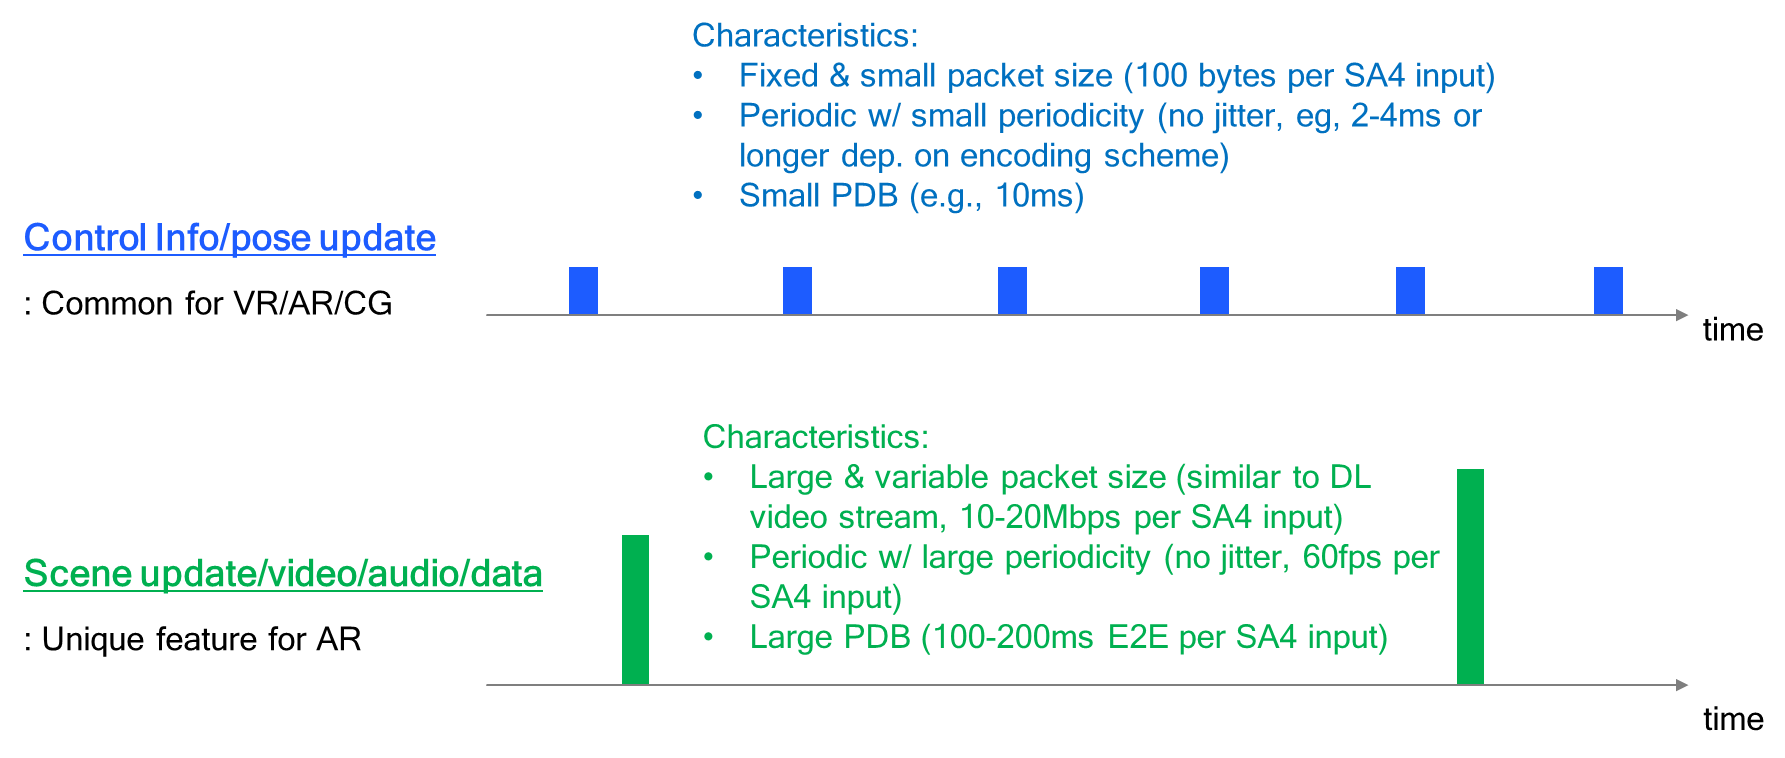 Characteristics:
• Fixed & small packet size (100 bytes per SA4 input)
• Periodic w/ small periodicity (no jitter, eg, 2-4ms or
longer dep. on encoding scheme)
• Small PDB (e.g., 10ms)
Control Info/pose update
: Common for VR/AR/CG
time
Characteristics:
• Large & variable packet size (similar to DL
video stream, 10-20Mbps per SA4 input)
• Periodic w/ large periodicity (no jitter, 60fps per
SA4 input)
• Large PDB (100-200ms E2E per SA4 input)
Scene update/video/audio/data
: Unique feature for AR
time